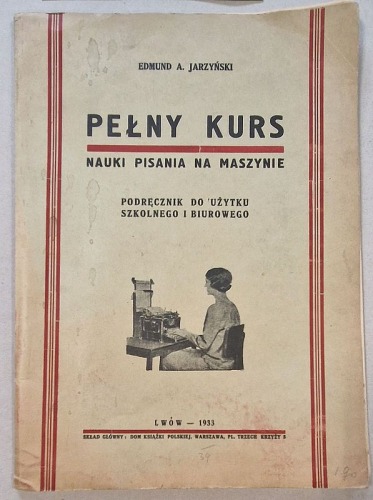 EDMUND A. JARZYŃSKI
PEŁNY KURS
NAUKI PISANIA NA MASZYNIE
PODRĘCZNIK DO UŻYTKU
SZKOLNEGO I BIUROWEGO
LWÓW — 1933
SKŁAD GŁÓWNY: DOM KSIĄŻKI POLSKIEJ, WARSZAWA, PL. TRZECH KRZYŻY 8